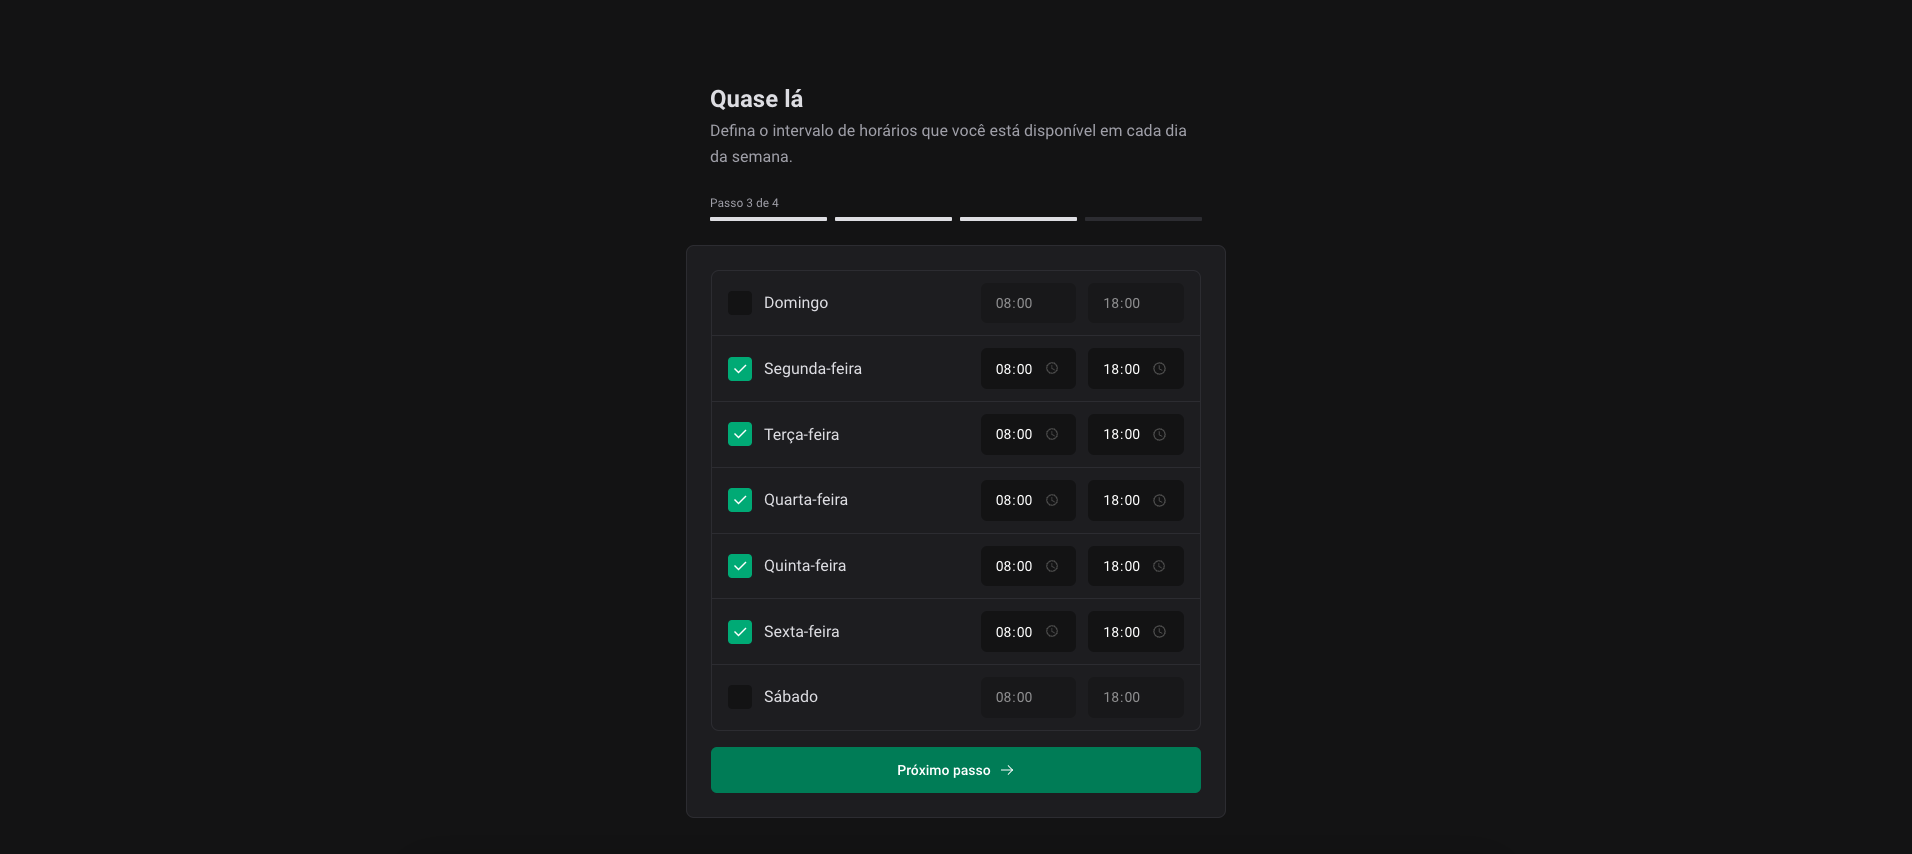 Quase lá
Defina o intervalo de horários que você está disponível em cada dia
da semana.
Passo 3 de 4
Domingo 08:00 18:00
Segunda-feira 08:00 18:00
Terça-feira 08:00 18:00
Quarta-feira 08:00 18:00
Quinta-feira 08:00 18:00
Sexta-feira 08:00 18:00
Sábado 08:00 18:00
Próximo passo →